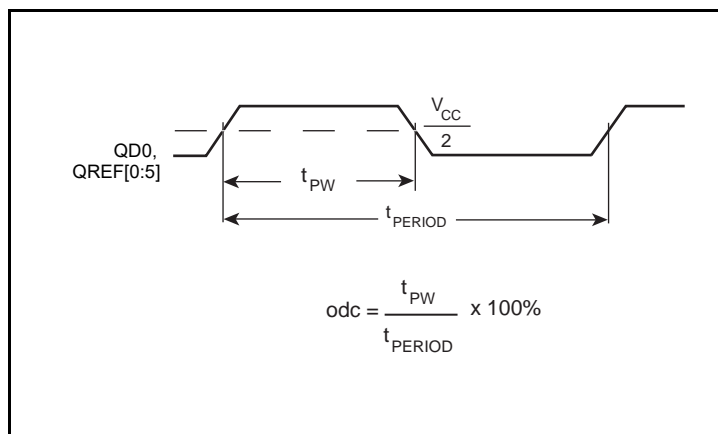 V_CC
2
QD0,
QREF[0:5]
t_PW
t_PERIOD
odc = t_PW / t_PERIOD x 100%